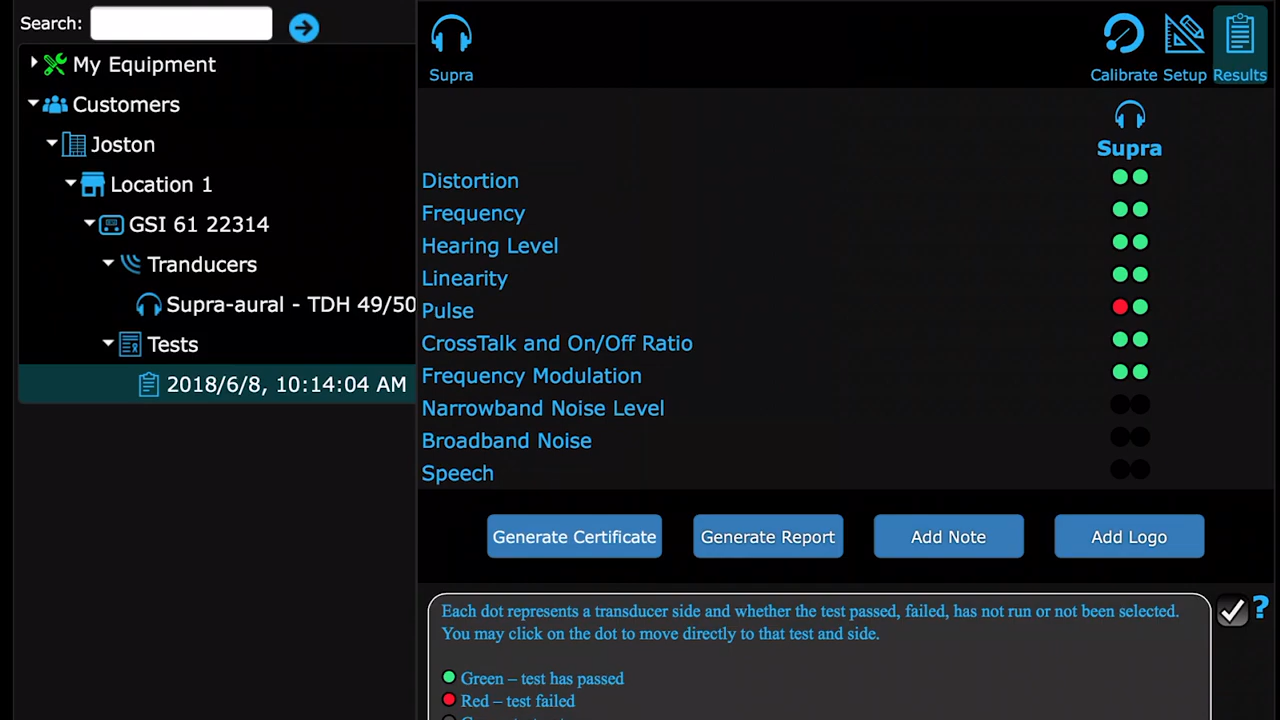 Search:
My Equipment
Customers
Joston
Location 1
GSI 61 22314
Tranducers
Supra-aural - TDH 49/50
Tests
2018/6/8, 10:14:04 AM
Supra
Calibrate Setup Results
Supra
Distortion
Frequency
Hearing Level
Linearity
Pulse
CrossTalk and On/Off Ratio
Frequency Modulation
Narrowband Noise Level
Broadband Noise
Speech
Generate Certificate Generate Report Add Note Add Logo
Each dot represents a transducer side and whether the test passed, failed, has not run or not been selected.
You may click on the dot to move directly to that test and side.
Green – test has passed
Red – test failed
?